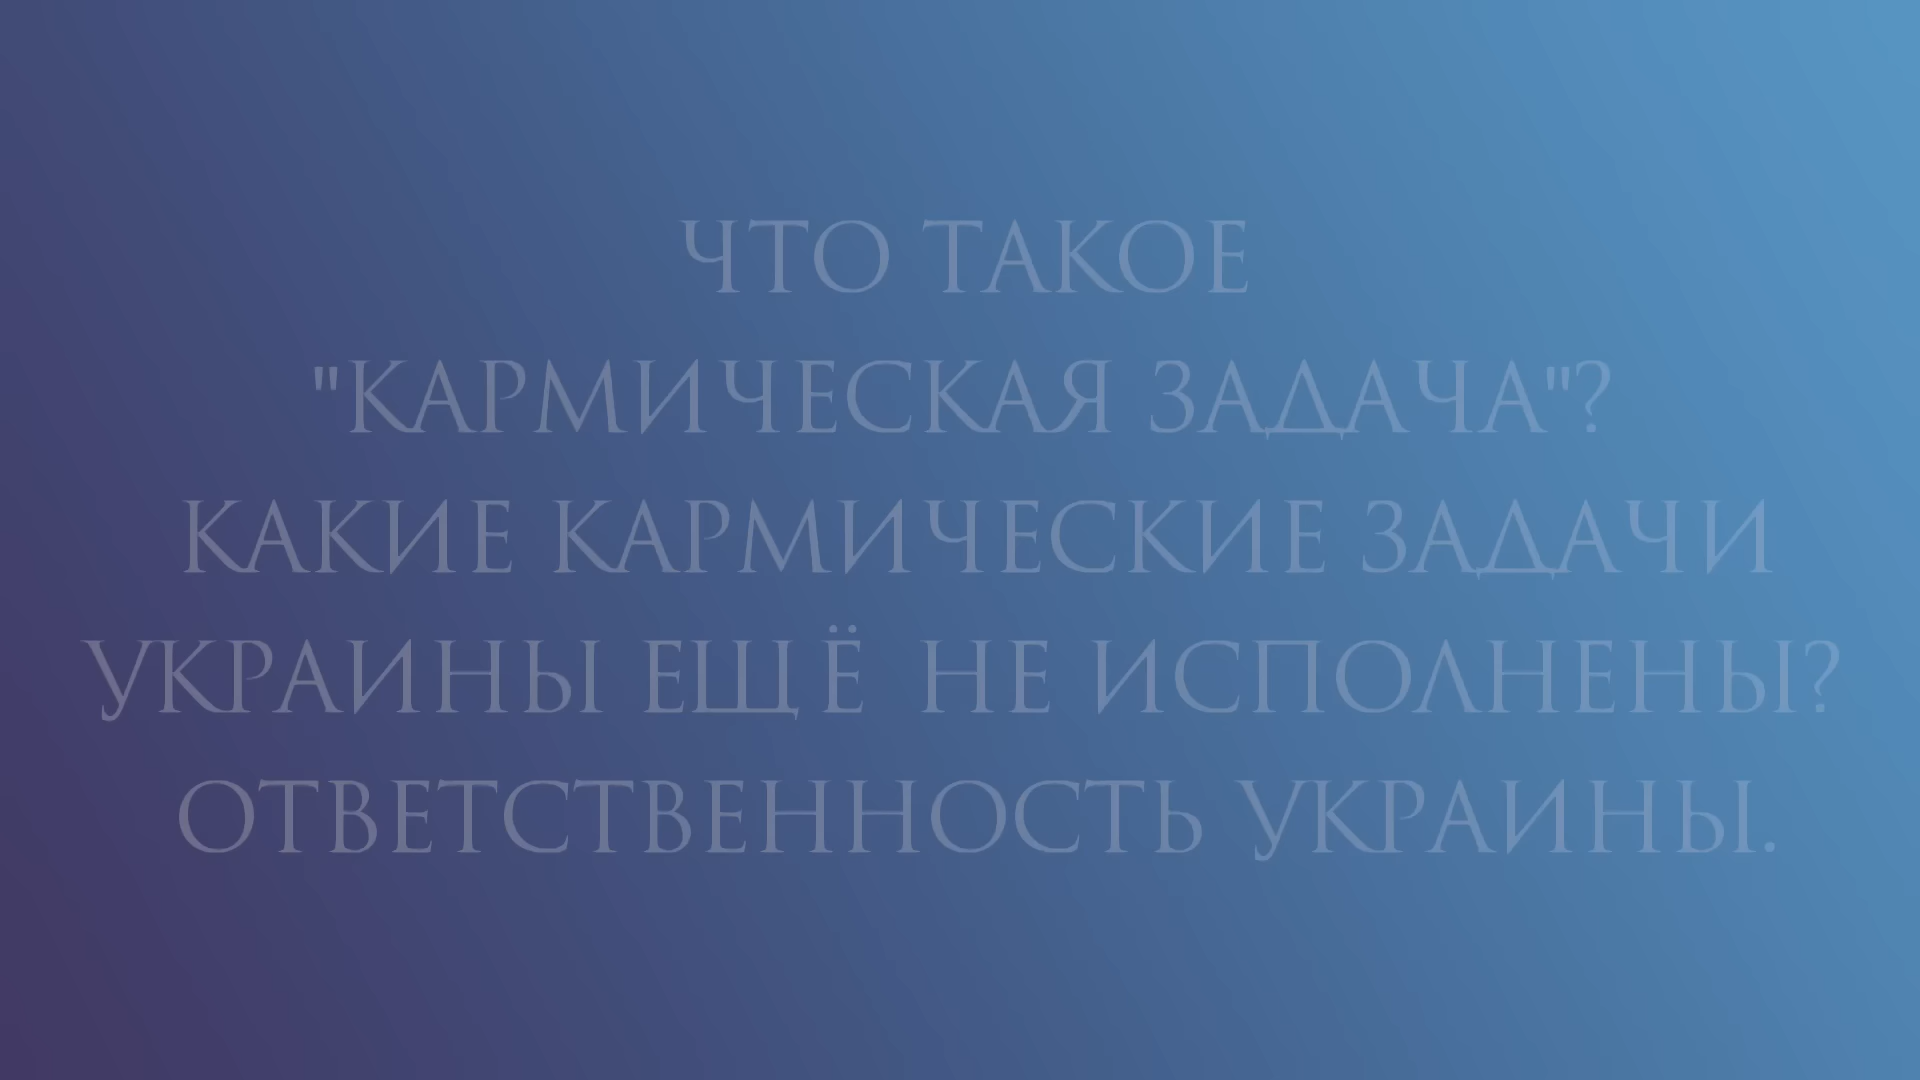 ЧТО ТАКОЕ
"КАРМИЧЕСКАЯ ЗАДАЧА"?
КАКИЕ КАРМИЧЕСКИЕ ЗАДАЧИ
УКРАИНЫ ЕЩЁ НЕ ИСПОЛНЕНЫ?
ОТВЕТСТВЕННОСТЬ УКРАИНЫ.